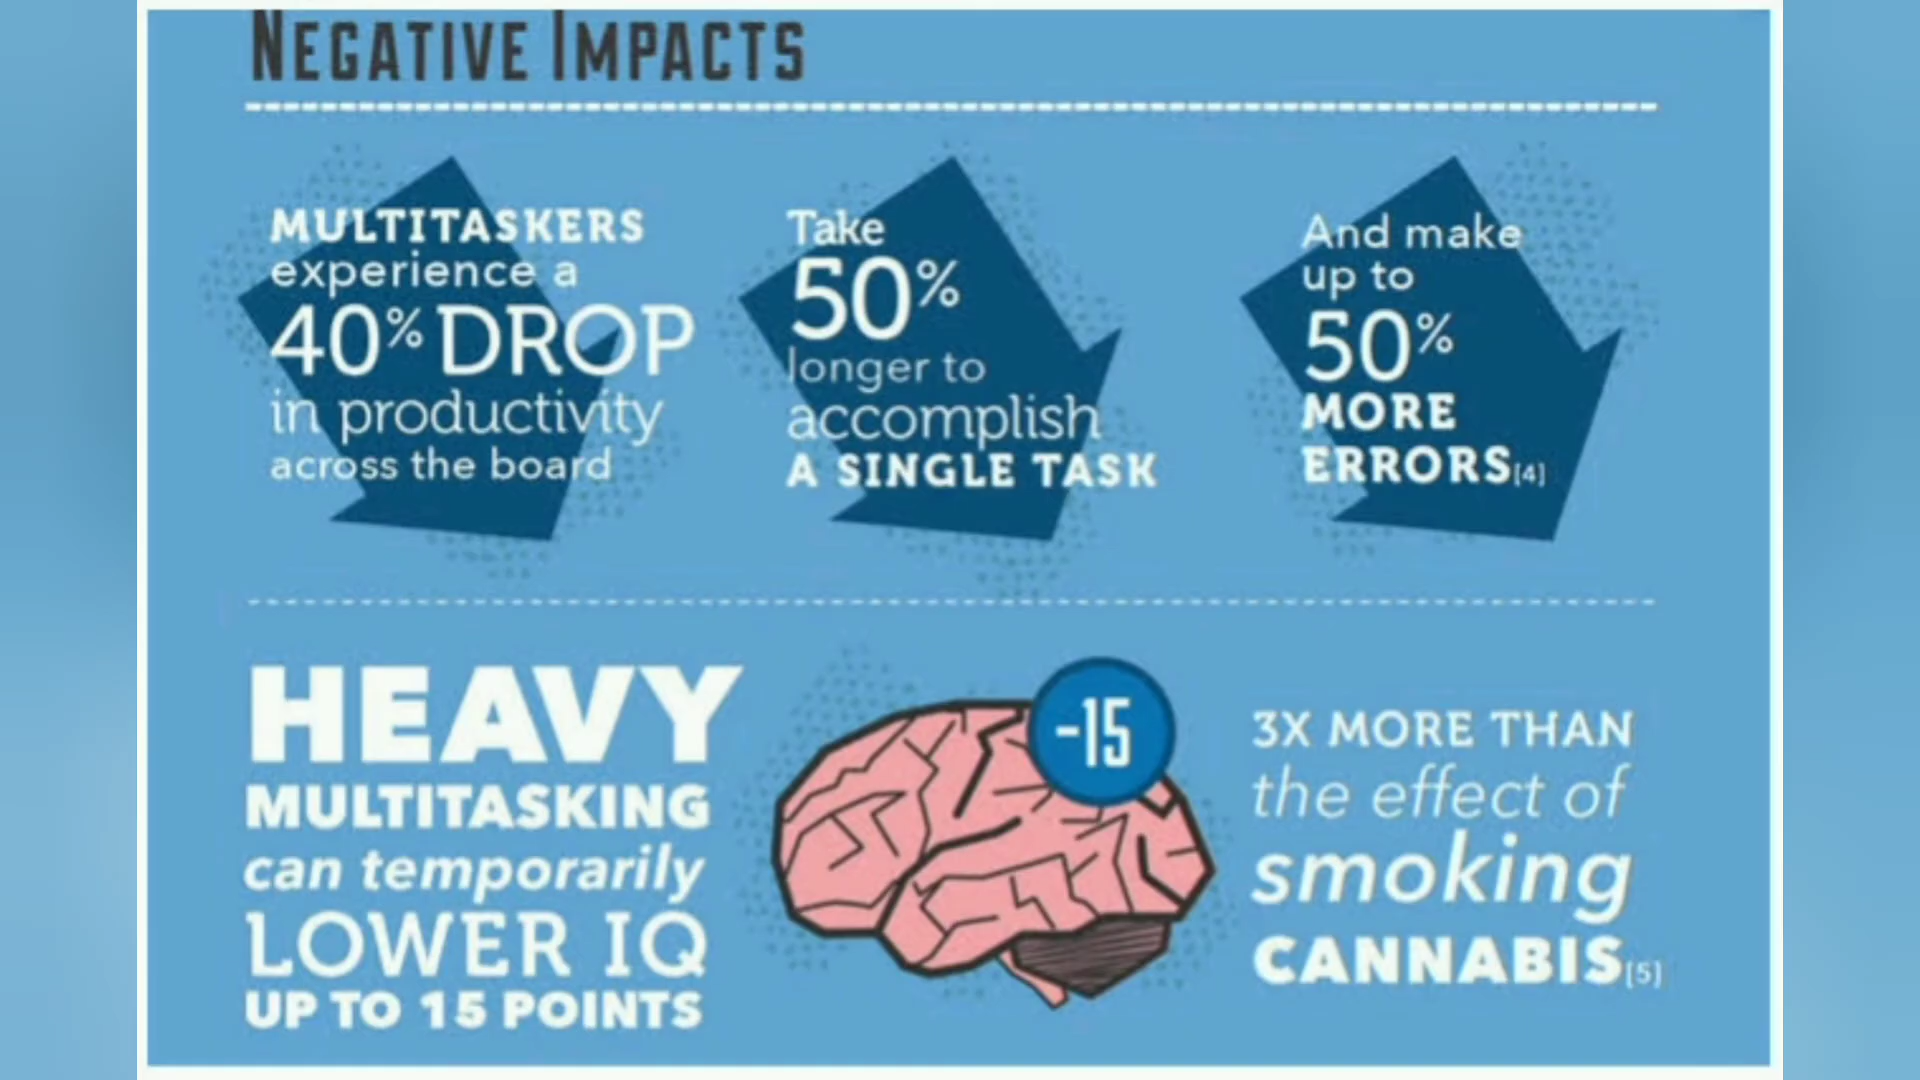 NEGATIVE IMPACTS
MULTITASKERS
experience a
40% DROP
in productivity
across the board
Take
50%
longer to
accomplish
A SINGLE TASK
And make
up to
50%
MORE
ERRORS[4]
HEAVY
MULTITASKING
can temporarily
LOWER IQ
UP TO 15 POINTS
-15
3X MORE THAN
the effect of
smoking
CANNABIS[5]